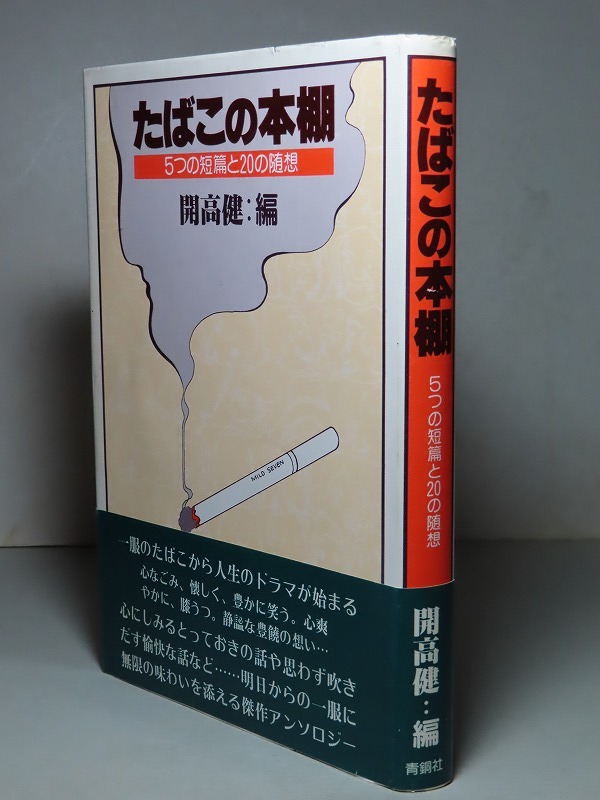 たばこの本棚
5つの短篇と20の随想
開高健:編
MILD SEVEN
一服のたばこから人生のドラマが始まる
心なごみ、懐しく、豊かに笑う。心爽
やかに、膝うつ。静謐な豊饒の想い…
心にしみるとっておきの話や思わず吹き
だす愉快な話など……明日からの一服に
無限の味わいを添える傑作アンソロジー
たばこの本棚
5つの短篇と20の随想
開高健:編
青銅社